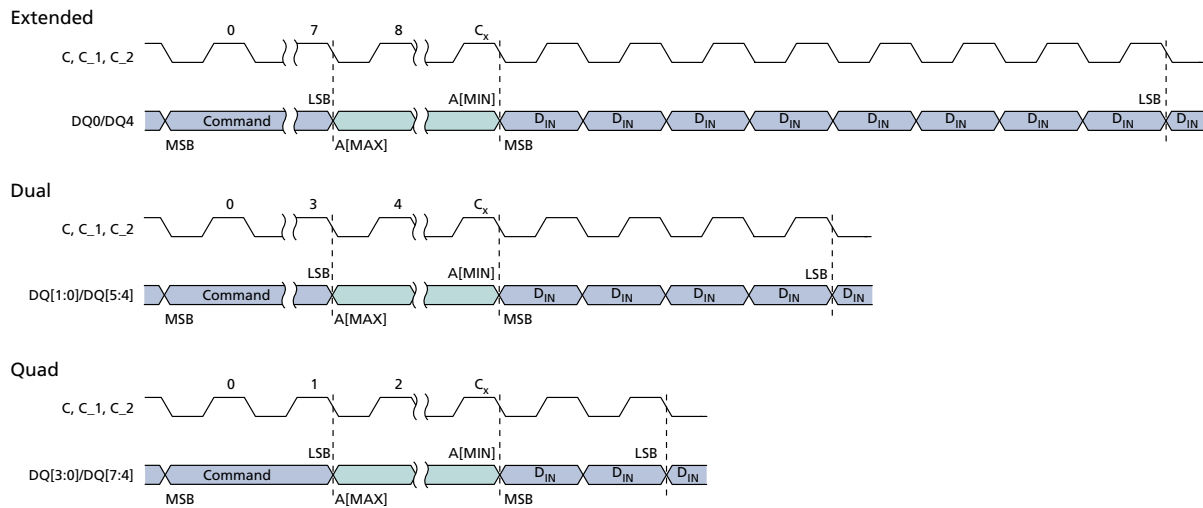 Extended
0 7 8 Cx
C, C_1, C_2
LSB A[MIN] LSB
DQ0/DQ4 Command DIN DIN DIN DIN DIN DIN DIN DIN DIN
MSB A[MAX] MSB
Dual
0 3 4 Cx
C, C_1, C_2
LSB A[MIN] LSB
DQ[1:0]/DQ[5:4] Command DIN DIN DIN DIN DIN
MSB A[MAX] MSB
Quad
0 1 2 Cx
C, C_1, C_2
LSB A[MIN] LSB
DQ[3:0]/DQ[7:4] Command DIN DIN DIN
MSB A[MAX] MSB